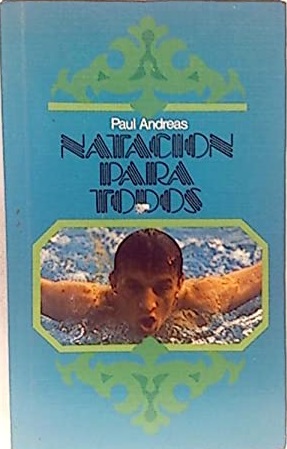 Paul Andreas
NATACION
PARA
TODOS